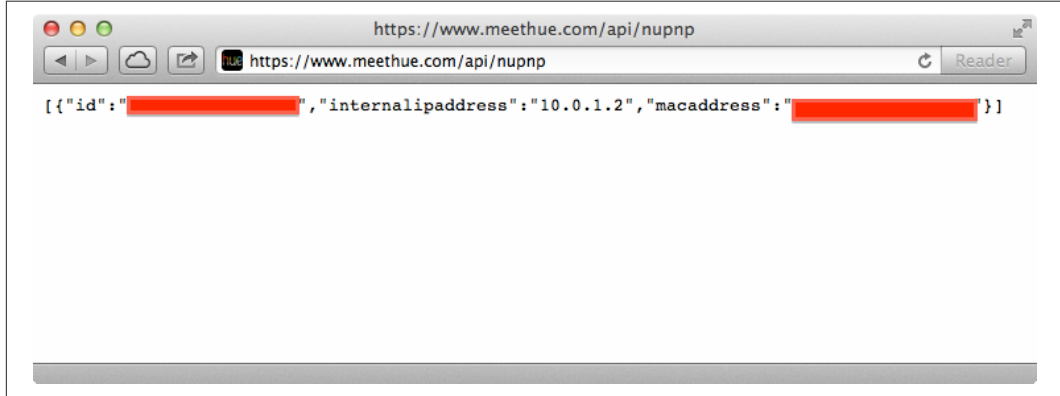 https://www.meethue.com/api/nupnp
hue https://www.meethue.com/api/nupnp Reader
[{"id":"","internalipaddress":"10.0.1.2","macaddress":""}]